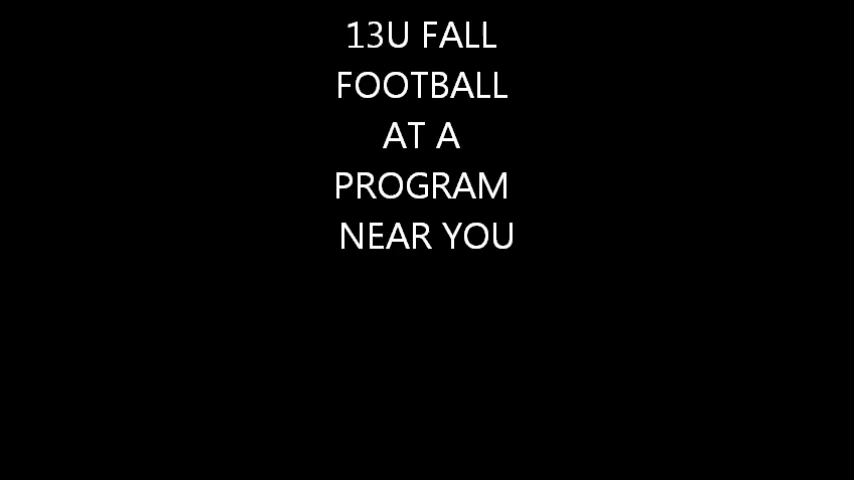 13U FALL
FOOTBALL
AT A
PROGRAM
NEAR YOU